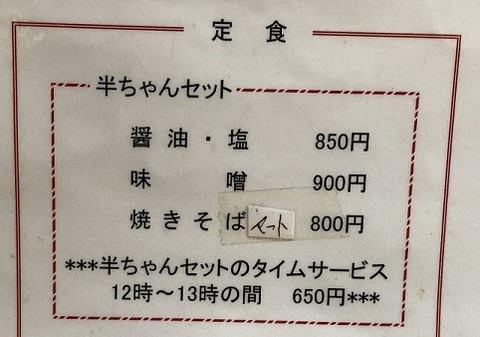 定食
半ちゃんセット
醤油・塩 850円
味噌 900円
焼きそばセット 800円
***半ちゃんセットのタイムサービス
12時～13時の間 650円***